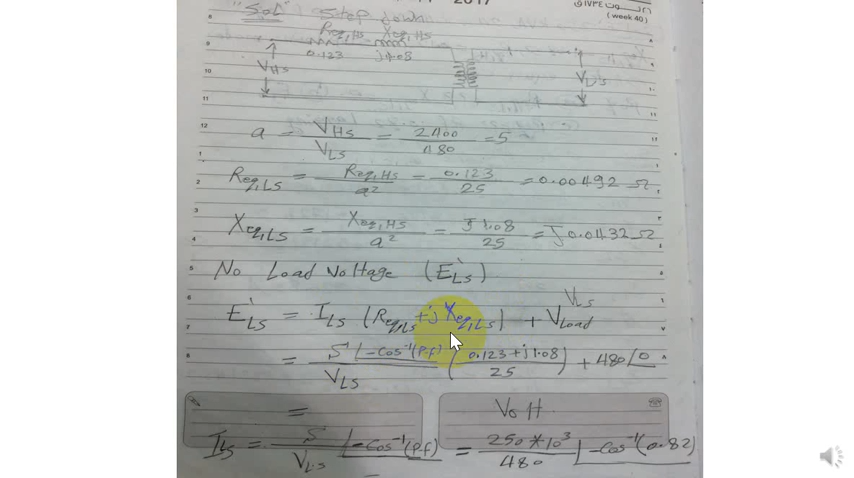 2017
(week 40)
"Sol" Step down
Req,HS Xeq,HS
0.123 j1.08
VHS VLS
a = VHS / VLS = 2400 / 480 = 5
Req,LS = Req,HS / a² = 0.123 / 25 = 0.00492 Ω
Xeq,LS = Xeq,HS / a² = j1.08 / 25 = j0.0432 Ω
No Load Voltage (E`LS)
VLS
E`LS = ILS (Req,LS + j Xeq,LS) + VLoad
= S / VLS ∠-cos⁻¹(p.f) (0.123 + j1.08 / 25) + 480∠0
= Volt
ILS = S / VLS ∠-cos⁻¹(p.f) = 250*10³ / 480 ∠-cos⁻¹(0.82)